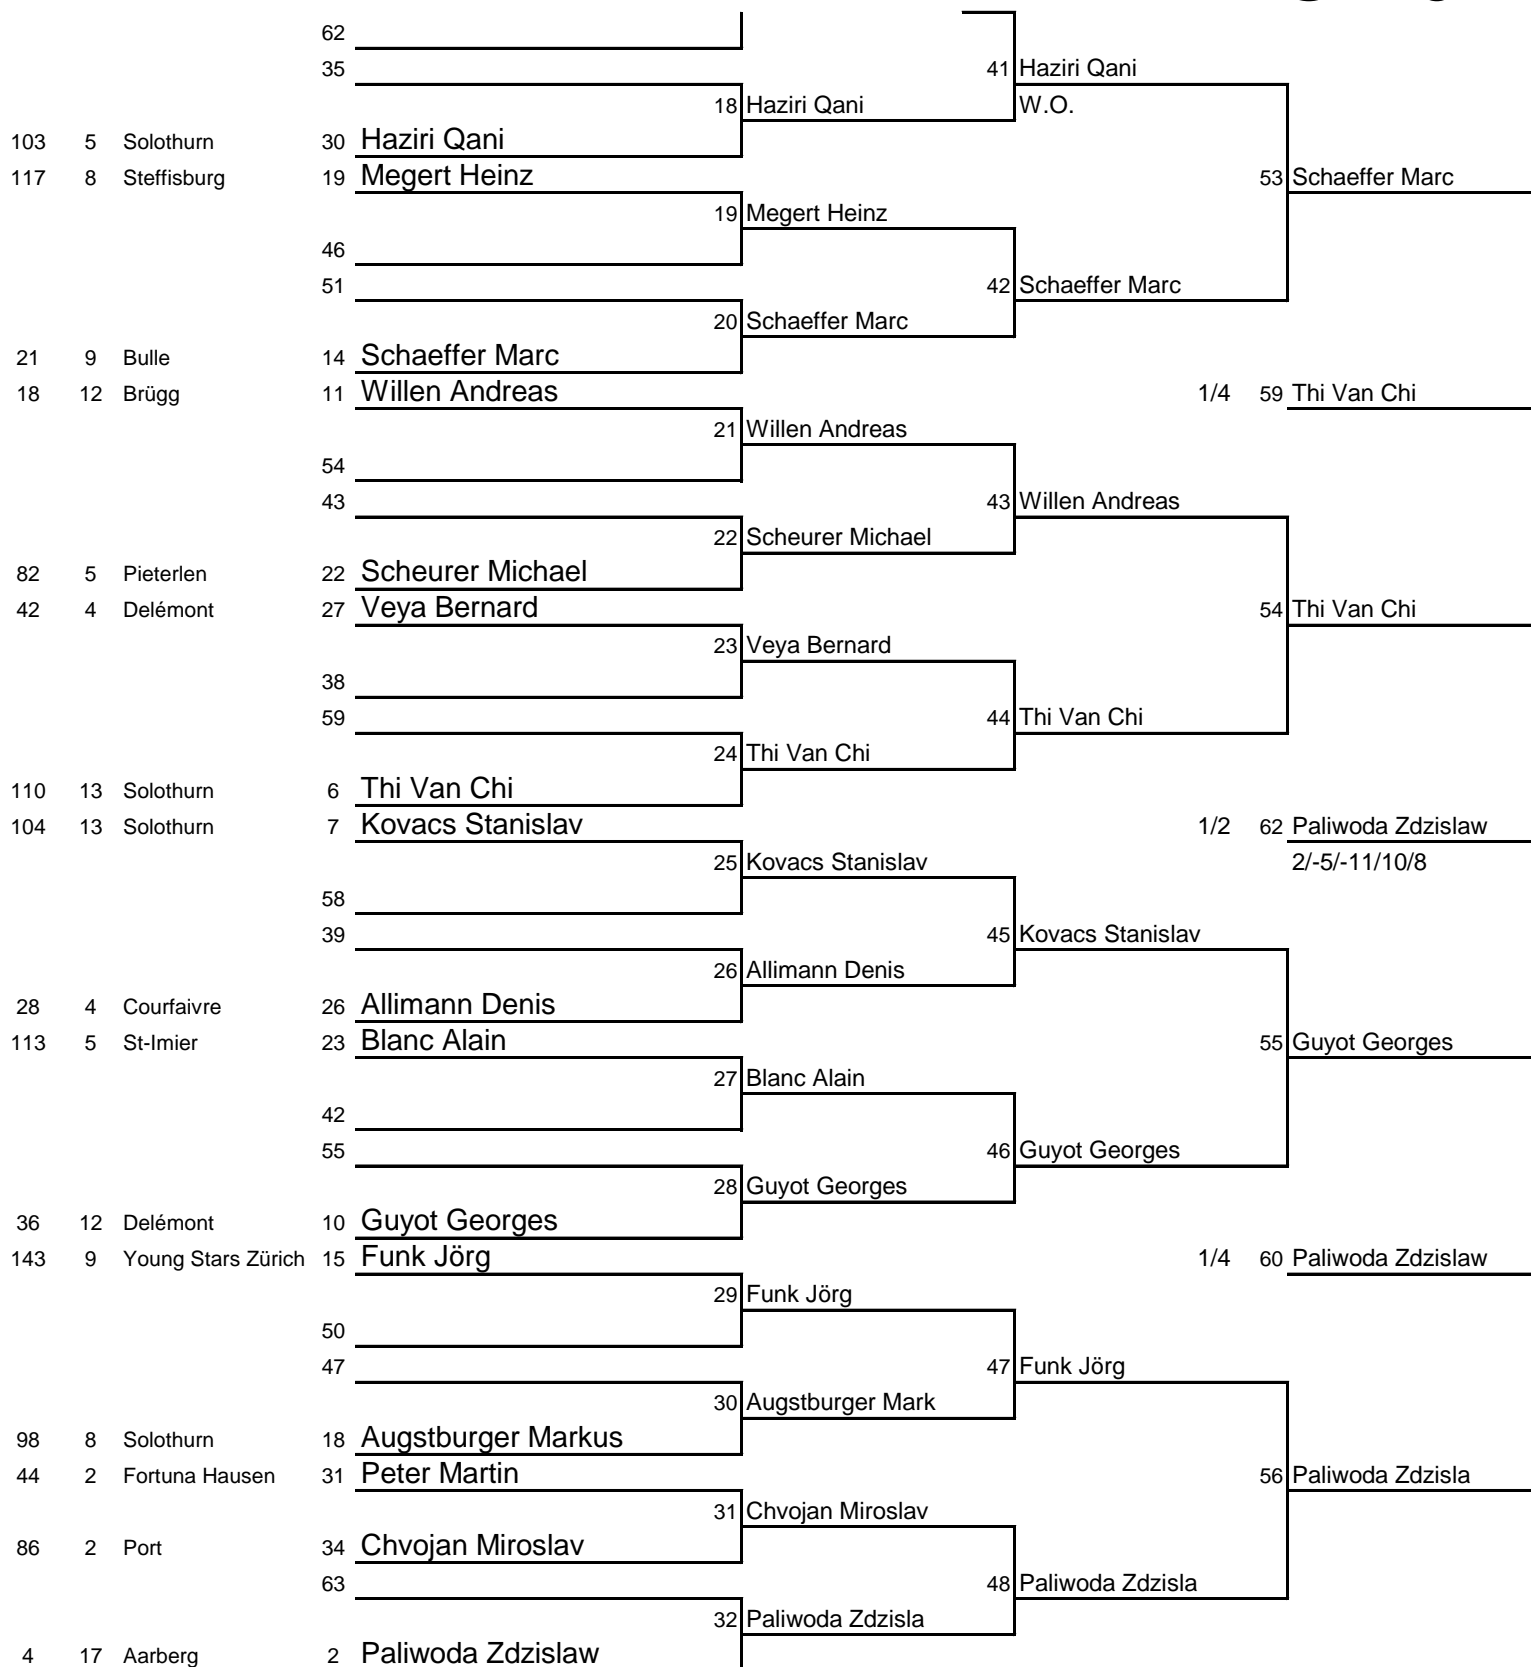 62
35
41 Haziri Qani
18 Haziri Qani W.O.
103 5 Solothurn 30 Haziri Qani
117 8 Steffisburg 19 Megert Heinz 53 Schaeffer Marc
19 Megert Heinz
46
51 42 Schaeffer Marc
20 Schaeffer Marc
21 9 Bulle 14 Schaeffer Marc
18 12 Brügg 11 Willen Andreas 1/4 59 Thi Van Chi
21 Willen Andreas
54
43 43 Willen Andreas
22 Scheurer Michael
82 5 Pieterlen 22 Scheurer Michael
42 4 Delémont 27 Veya Bernard 54 Thi Van Chi
23 Veya Bernard
38
59 44 Thi Van Chi
24 Thi Van Chi
110 13 Solothurn 6 Thi Van Chi
104 13 Solothurn 7 Kovacs Stanislav 1/2 62 Paliwoda Zdzislaw
25 Kovacs Stanislav 2/-5/-11/10/8
58
39 45 Kovacs Stanislav
26 Allimann Denis
28 4 Courfaivre 26 Allimann Denis
113 5 St-Imier 23 Blanc Alain 55 Guyot Georges
27 Blanc Alain
42
55 46 Guyot Georges
28 Guyot Georges
36 12 Delémont 10 Guyot Georges
143 9 Young Stars Zürich 15 Funk Jörg 1/4 60 Paliwoda Zdzislaw
29 Funk Jörg
50
47 47 Funk Jörg
30 Augstburger Mark
98 8 Solothurn 18 Augstburger Markus
44 2 Fortuna Hausen 31 Peter Martin 56 Paliwoda Zdzisla
31 Chvojan Miroslav
86 2 Port 34 Chvojan Miroslav
63 48 Paliwoda Zdzisla
32 Paliwoda Zdzisla
4 17 Aarberg 2 Paliwoda Zdzislaw